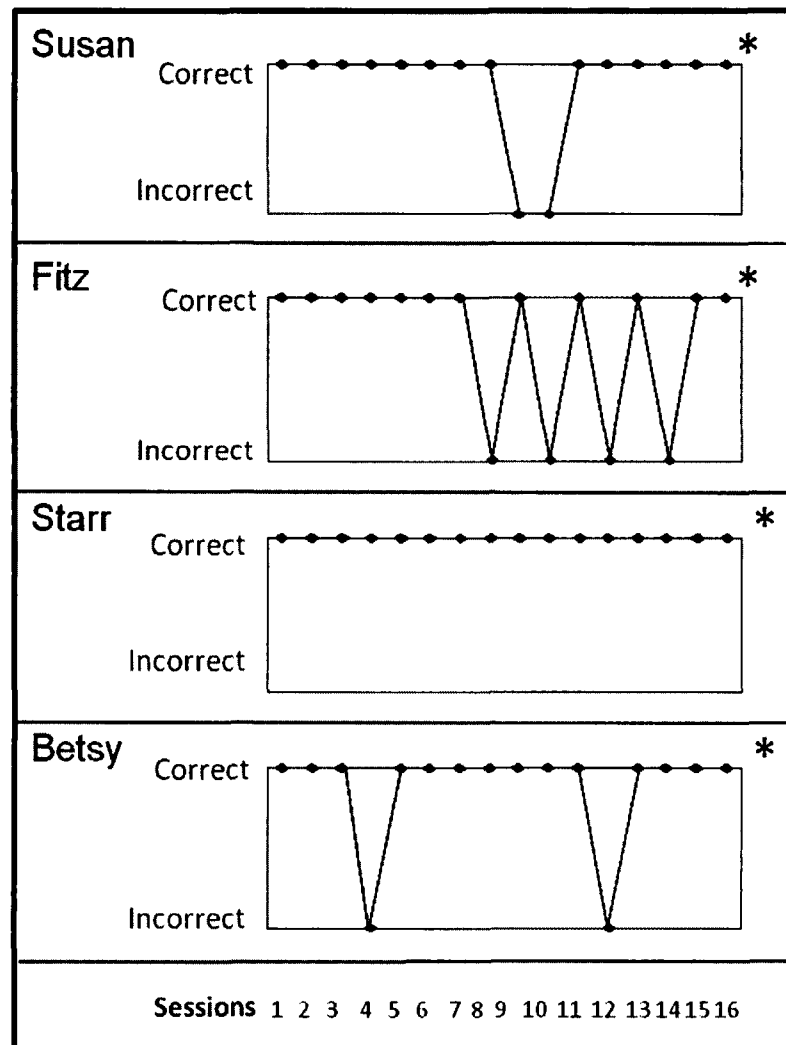 Susan *
Correct
Incorrect
Fitz *
Correct
Incorrect
Starr *
Correct
Incorrect
Betsy *
Correct
Incorrect
Sessions 1 2 3 4 5 6 7 8 9 10 11 12 13 14 15 16